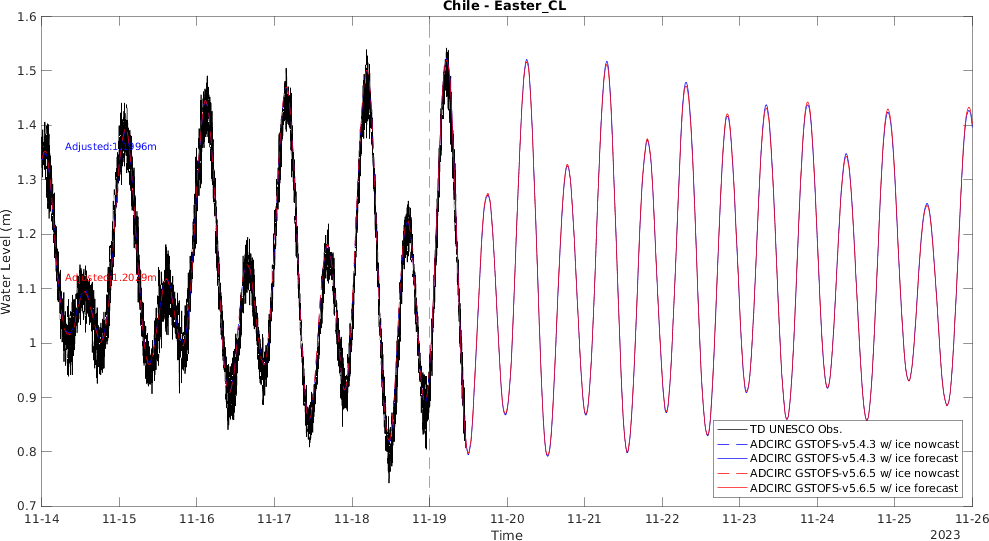 Chile - Easter_CL
1.6
1.5
1.4
1.3
1.2
1.1
1
0.9
0.8
0.7
Water Level (m)
Adjusted:
Adjusted:1.2029m
TD UNESCO Obs.
ADCIRC GSTOFS-v5.4.3 w/ ice nowcast
ADCIRC GSTOFS-v5.4.3 w/ ice forecast
ADCIRC GSTOFS-v5.6.5 w/ ice nowcast
ADCIRC GSTOFS-v5.6.5 w/ ice forecast
11-14 11-15 11-16 11-17 11-18 11-19 11-20 11-21 11-22 11-23 11-24 11-25 11-26
Time
2023